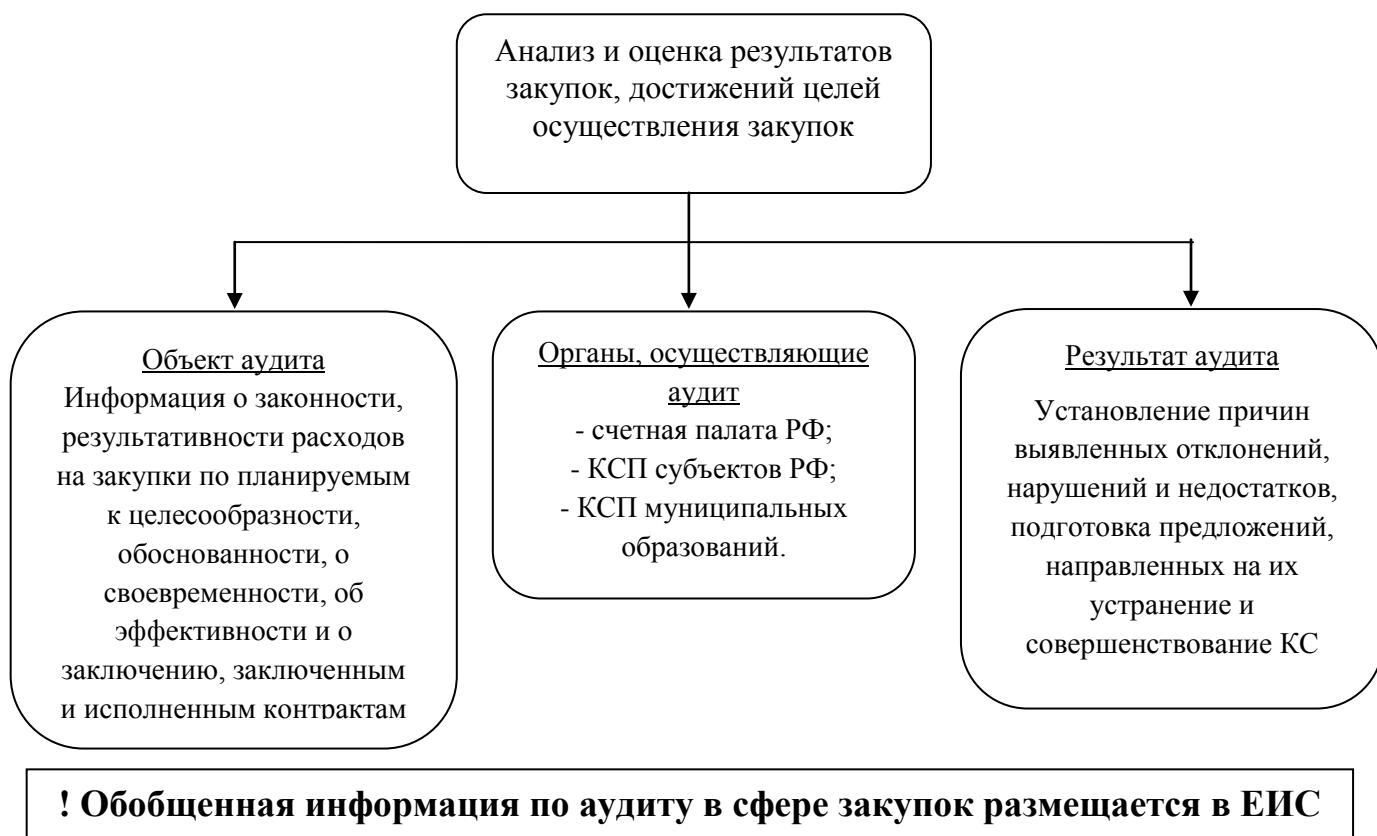 Анализ и оценка результатов
закупок, достижений целей
осуществления закупок
Объект аудита
Информация о законности,
результативности расходов
на закупки по планируемым
к целесообразности,
обоснованности, о
своевременности, об
эффективности и о
заключению, заключенным
и исполненным контрактам
Органы, осуществляющие
аудит
- счетная палата РФ;
- КСП субъектов РФ;
- КСП муниципальных
образований.
Результат аудита
Установление причин
выявленных отклонений,
нарушений и недостатков,
подготовка предложений,
направленных на их
устранение и
совершенствование КС
! Обобщенная информация по аудиту в сфере закупок размещается в ЕИС